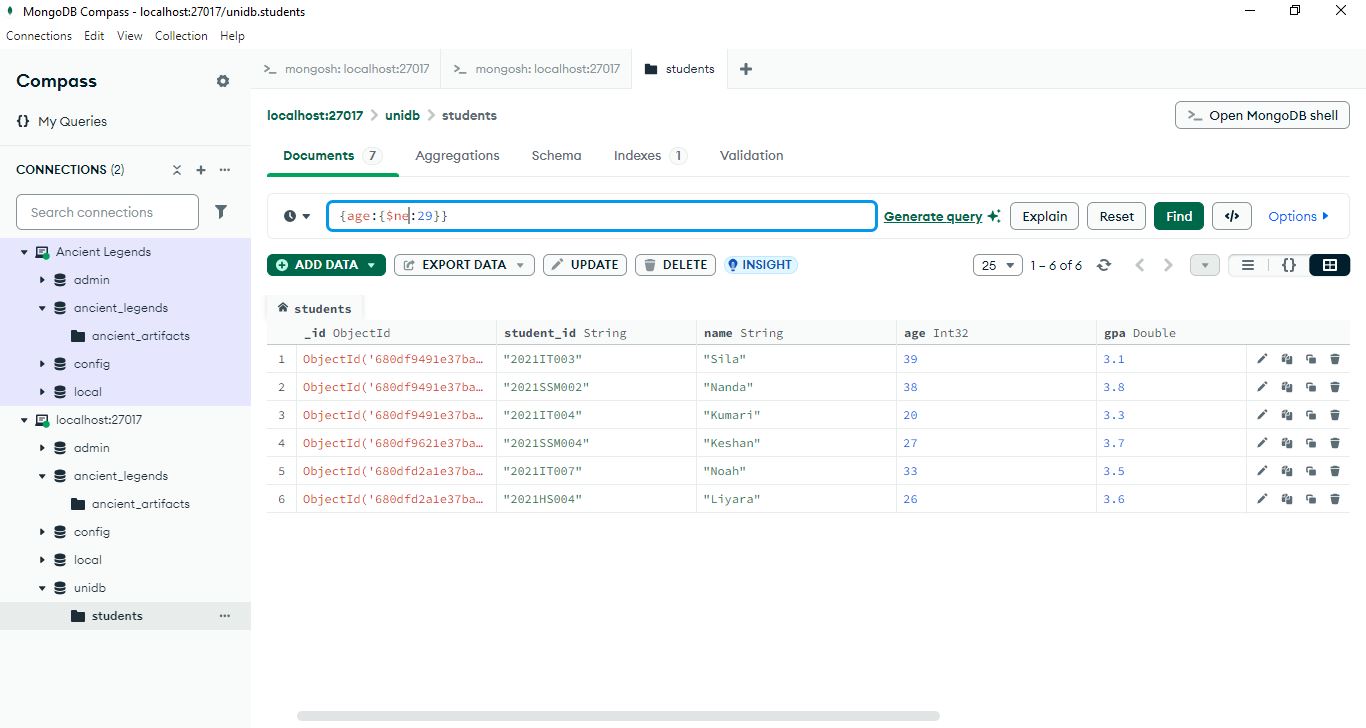 MongoDB Compass - localhost:27017/unidb.students
Connections Edit View Collection Help
Compass
{} My Queries
CONNECTIONS (2)
Search connections
Ancient Legends
admin
ancient_legends
ancient_artifacts
config
local
localhost:27017
admin
ancient_legends
ancient_artifacts
config
local
unidb
students
>_ mongosh: localhost:27017 >_ mongosh: localhost:27017 students
localhost:27017 > unidb > students
>_ Open MongoDB shell
Documents 7 Aggregations Schema Indexes 1 Validation
{age:{$ne:29}}
Generate query Explain Reset Find </> Options
ADD DATA EXPORT DATA UPDATE DELETE INSIGHT 25 1 – 6 of 6 {}
students
_id ObjectId student_id String name String age Int32 gpa Double
1 ObjectId('680df9491e37ba… "2021IT003" "Sila" 39 3.1
2 ObjectId('680df9491e37ba… "2021SSM002" "Nanda" 38 3.8
3 ObjectId('680df9491e37ba… "2021IT004" "Kumari" 20 3.3
4 ObjectId('680df9621e37ba… "2021SSM004" "Keshan" 27 3.7
5 ObjectId('680dfd2a1e37ba… "2021IT007" "Noah" 33 3.5
6 ObjectId('680dfd2a1e37ba… "2021HS004" "Liyara" 26 3.6